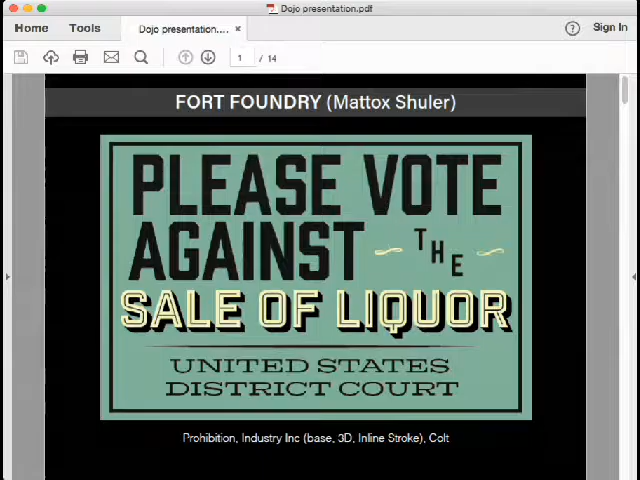 Dojo presentation.pdf
Home Tools Dojo presentation.... × ? Sign In
1 / 14
FORT FOUNDRY (Mattox Shuler)
PLEASE VOTE
AGAINST THE
SALE OF LIQUOR
UNITED STATES
DISTRICT COURT
Prohibition, Industry Inc (base, 3D, Inline Stroke), Colt